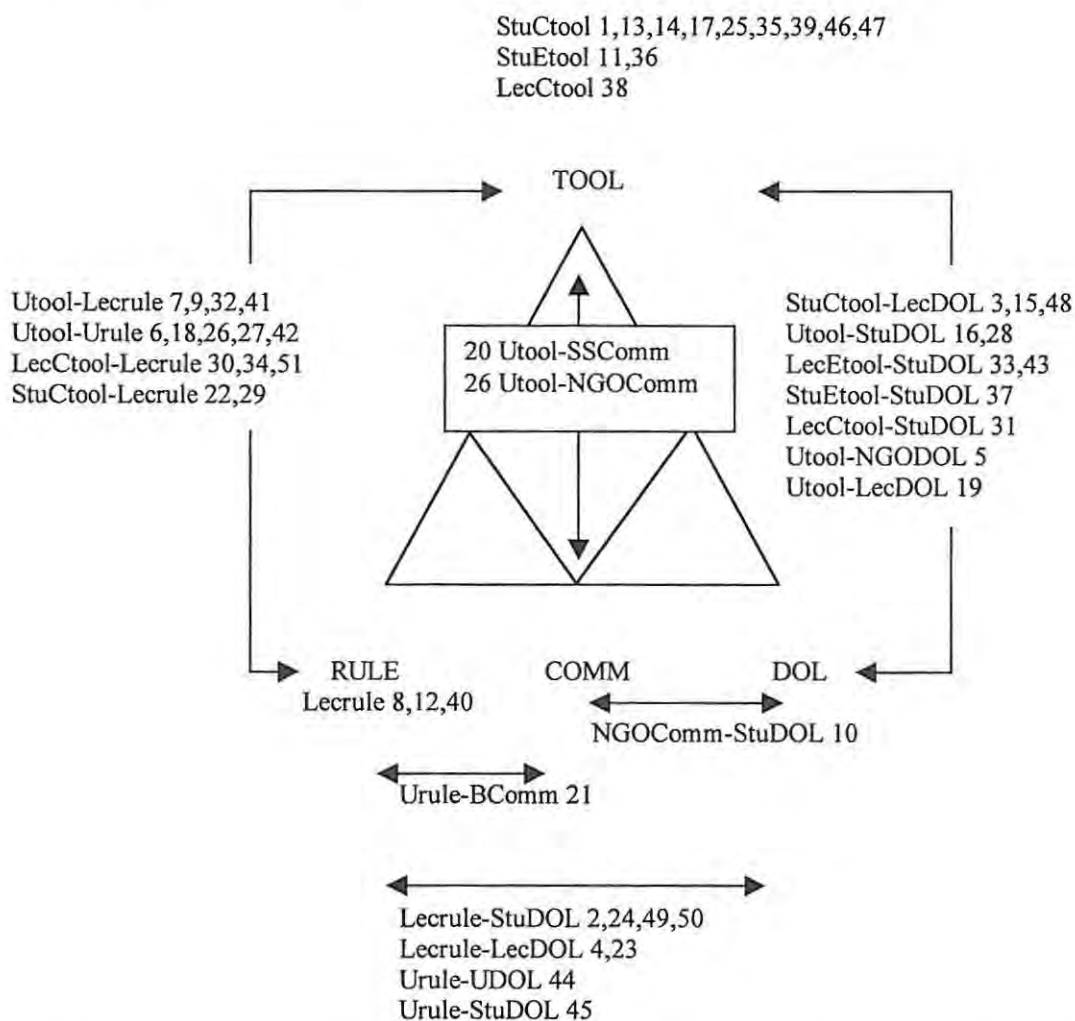 StuCtool 1,13,14,17,25,35,39,46,47
StuEtool 11,36
LecCtool 38
TOOL
Utool-Lecrule 7,9,32,41
Utool-Urule 6,18,26,27,42
LecCtool-Lecrule 30,34,51
StuCtool-Lecrule 22,29
20 Utool-SSComm
26 Utool-NGOComm
StuCtool-LecDOL 3,15,48
Utool-StuDOL 16,28
LecEtool-StuDOL 33,43
StuEtool-StuDOL 37
LecCtool-StuDOL 31
Utool-NGODOL 5
Utool-LecDOL 19
RULE
COMM
DOL
Lecrule 8,12,40
NGOComm-StuDOL 10
Urule-BComm 21
Lecrule-StuDOL 2,24,49,50
Lecrule-LecDOL 4,23
Urule-UDOL 44
Urule-StuDOL 45